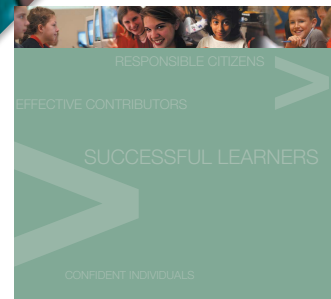 RESPONSIBLE CITIZENS
EFFECTIVE CONTRIBUTORS
SUCCESSFUL LEARNERS
CONFIDENT INDIVIDUALS